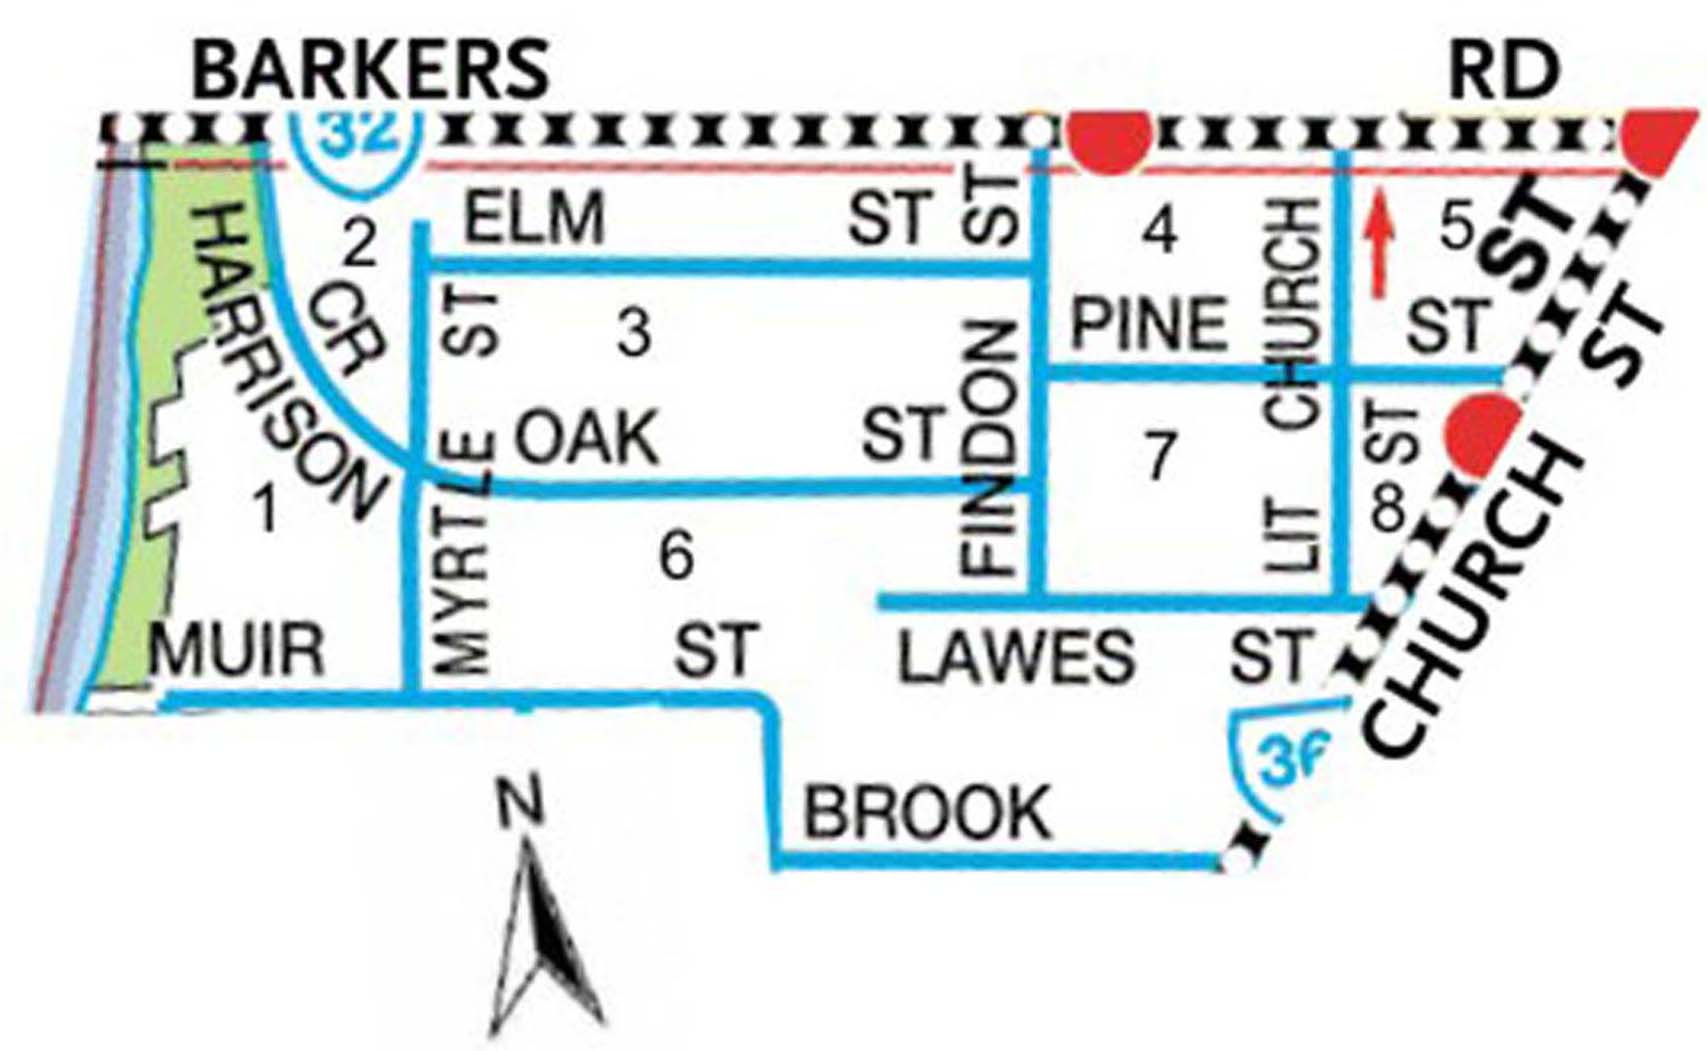 BARKERS RD
32
ELM ST
HARRISON CR
2
4
5
ST
3
PINE ST
MYRTLE ST
OAK ST
FINDON ST
LIT CHURCH ST
CHURCH ST
1
7
8
6
MUIR ST
LAWES ST
BROOK
N